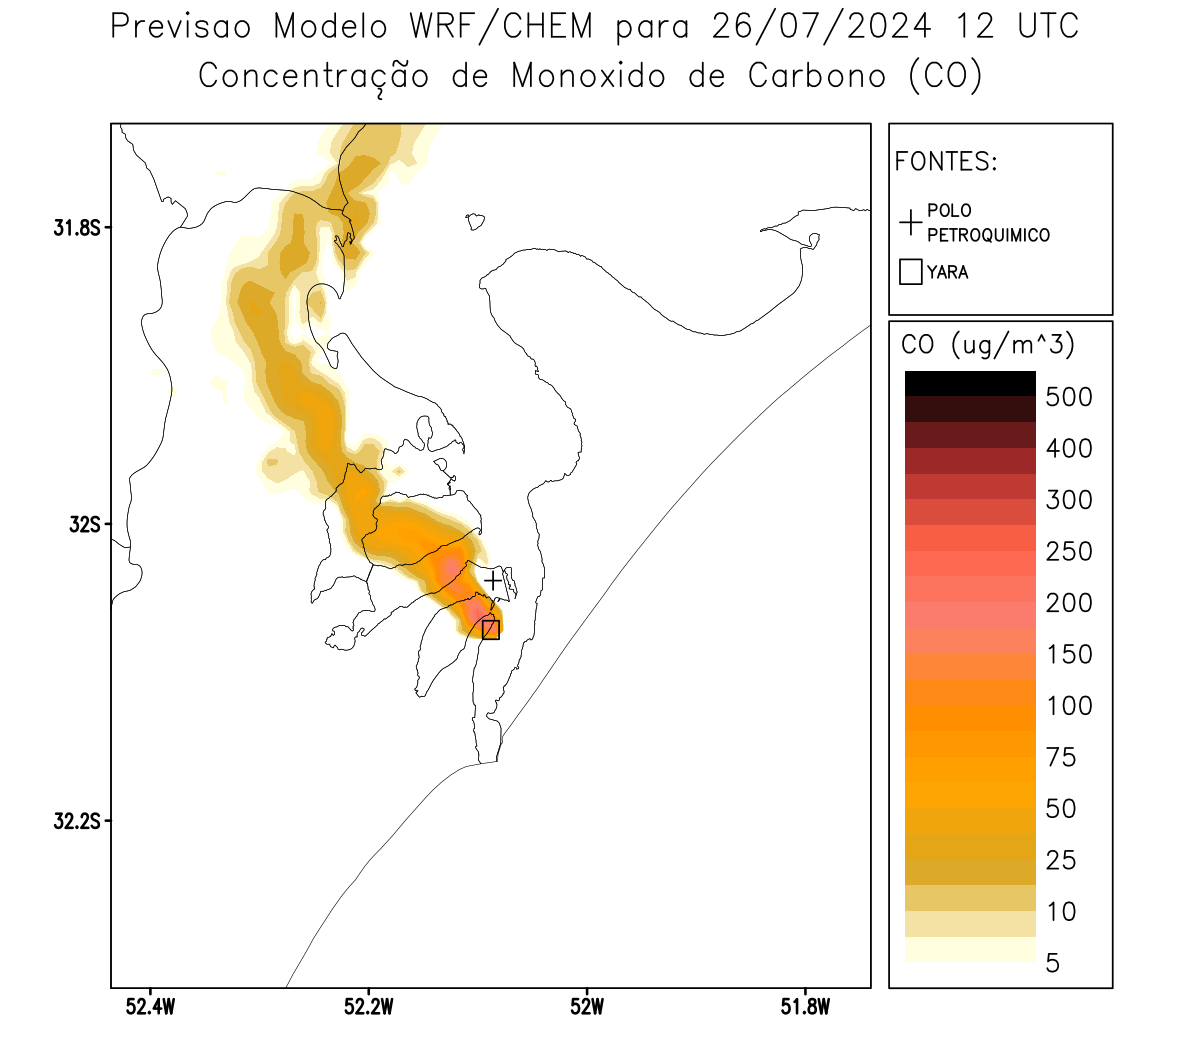 Previsao Modelo WRF/CHEM para 26/07/2024 12 UTC
Concentração de Monoxido de Carbono (CO)
FONTES:
POLO
PETROQUIMICO
YARA
CO (ug/m^3)
500
400
300
250
200
150
100
75
50
25
10
5
31.8S
32S
32.2S
52.4W
52.2W
52W
51.8W